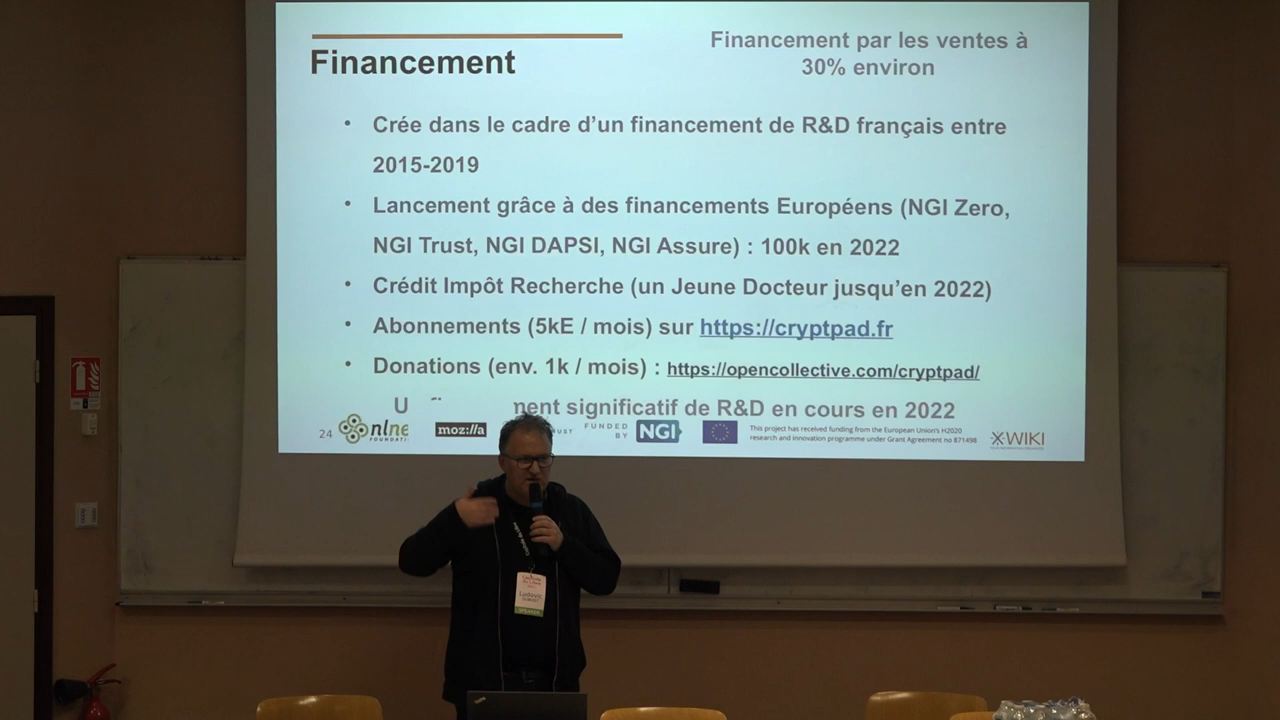 Financement
Financement par les ventes à
30% environ
• Crée dans le cadre d’un financement de R&D français entre
2015-2019
• Lancement grâce à des financements Européens (NGI Zero,
NGI Trust, NGI DAPSI, NGI Assure) : 100k en 2022
• Crédit Impôt Recherche (un Jeune Docteur jusqu’en 2022)
• Abonnements (5kE / mois) sur https://cryptpad.fr
• Donations (env. 1k / mois) : https://opencollective.com/cryptpad/
significatif de R&D en cours en 2022
24
moz://a
FUNDED
BY
NGI
This project has received funding from the European Union's H2020
research and innovation programme under Grant Agreement no 871498
XWIKI
Ludovic